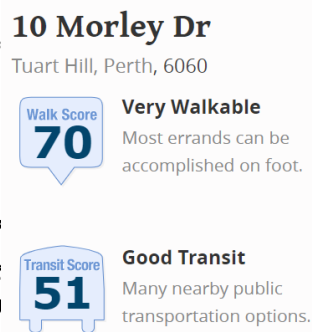 10 Morley Dr
Tuart Hill, Perth, 6060
Walk Score
70
Very Walkable
Most errands can be
accomplished on foot.
Transit Score
51
Good Transit
Many nearby public
transportation options.